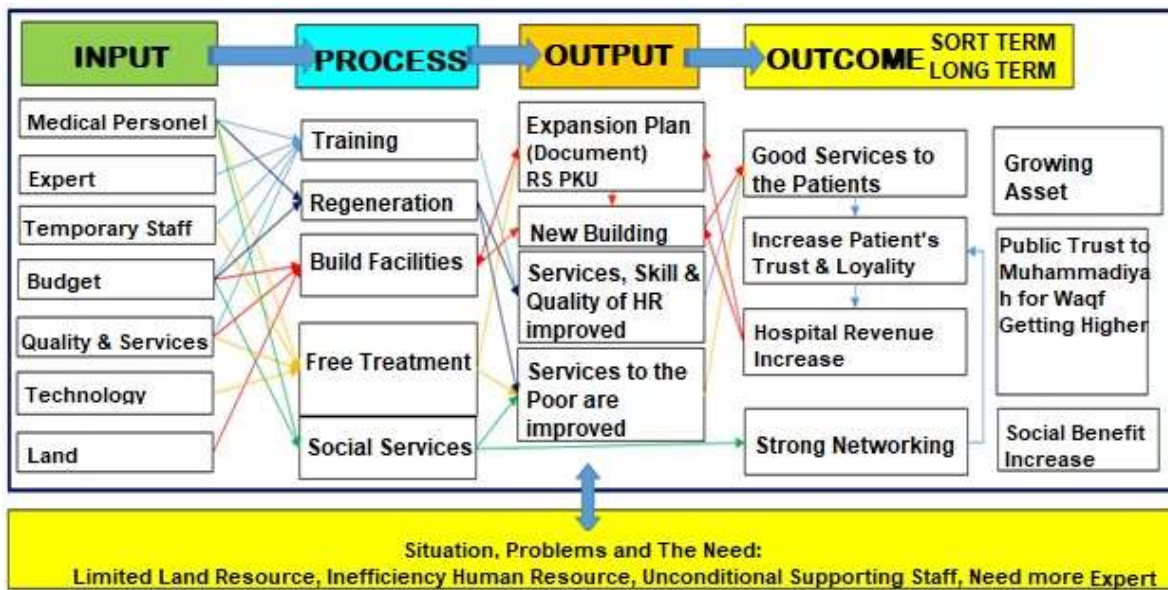 INPUT
PROCESS
OUTPUT
OUTCOME
SORT TERM
LONG TERM
Medical Personel
Expert
Temporary Staff
Budget
Quality & Services
Technology
Land
Training
Regeneration
Build Facilities
Free Treatment
Social Services
Expansion Plan
(Document)
RS PKU
New Building
Services, Skill &
Quality of HR
improved
Services to the
Poor are
improved
Good Services to
the Patients
Increase Patient's
Trust & Loyality
Hospital Revenue
Increase
Strong Networking
Growing
Asset
Public Trust to
Muhammadiya
h for Waqf
Getting Higher
Social Benefit
Increase
Situation, Problems and The Need:
Limited Land Resource, Inefficiency Human Resource, Unconditional Supporting Staff, Need more Expert